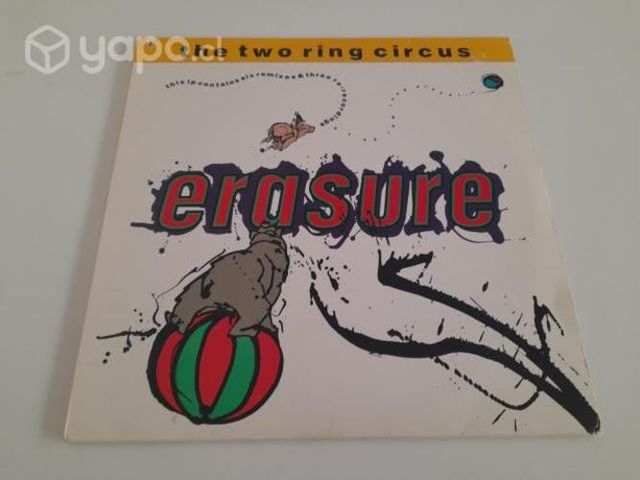 yapo.cl
the two ring circus
this lp contains six remixes & three re-recordings
erasure